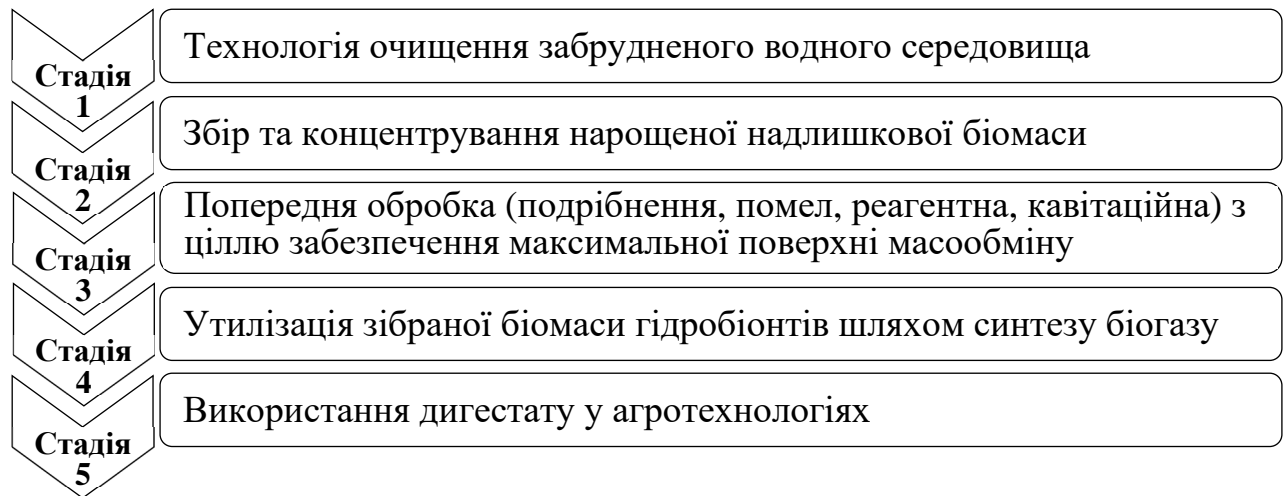 Стадія
1
Технологія очищення забрудненого водного середовища
Стадія
2
Збір та концентрування нарощеної надлишкової біомаси
Стадія
3
Попередня обробка (подрібнення, помел, реагентна, кавітаційна) з
ціллю забезпечення максимальної поверхні масообміну
Стадія
4
Утилізація зібраної біомаси гідробіонтів шляхом синтезу біогазу
Стадія
5
Використання дигестату у агротехнологіях